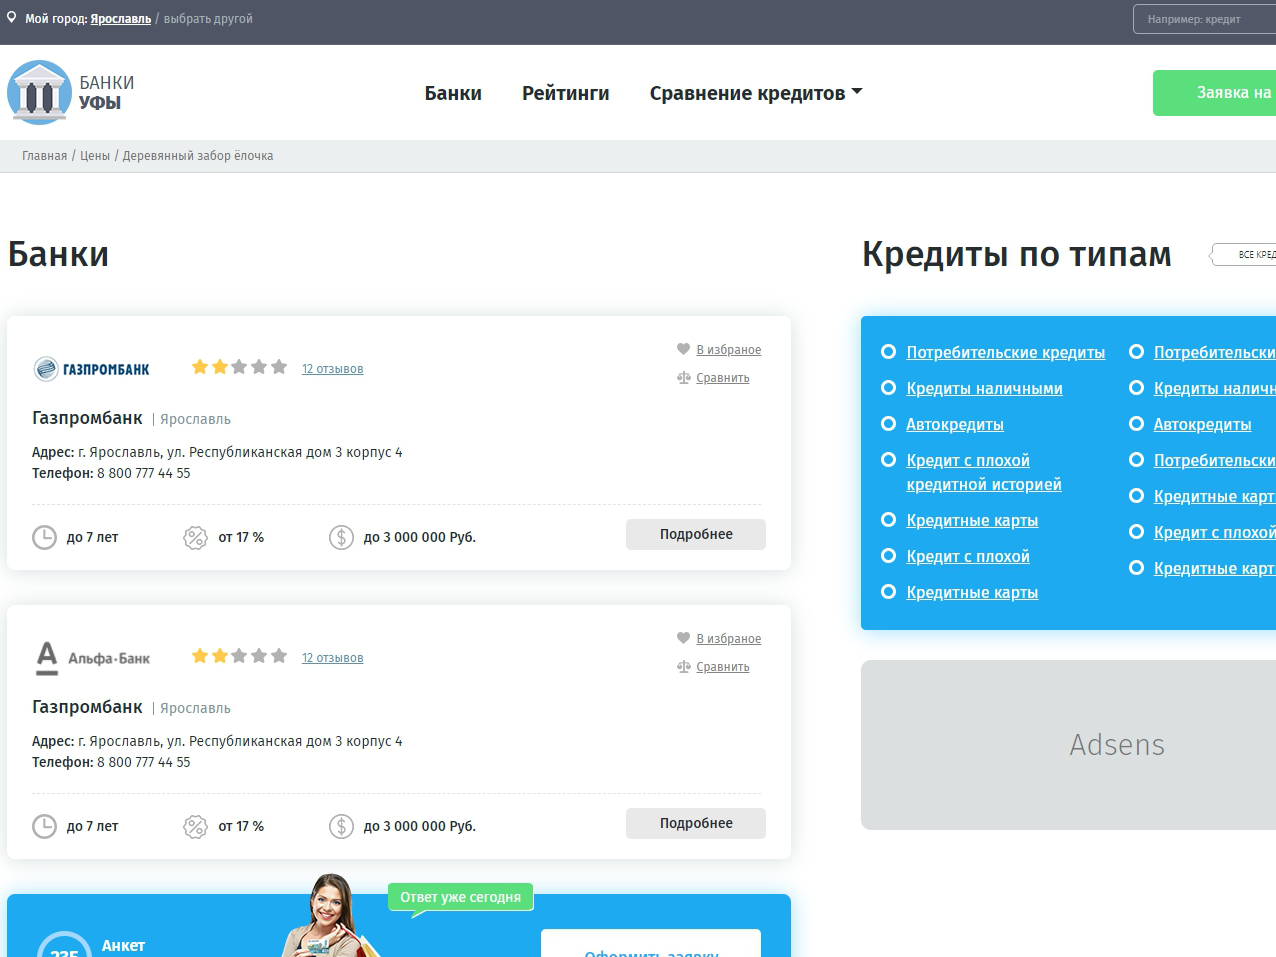 Мой город: Ярославль / выбрать другой
Например: кредит
БАНКИ
УФЫ
Банки
Рейтинги
Сравнение кредитов
Заявка на
Главная / Цены / Деревянный забор ёлочка
Банки
ГАЗПРОМБАНК
12 отзывов
В избраное
Сравнить
Газпромбанк | Ярославль
Адрес: г. Ярославль, ул. Республиканская дом 3 корпус 4
Телефон: 8 800 777 44 55
до 7 лет
от 17 %
до 3 000 000 Руб.
Подробнее
Альфа·Банк
12 отзывов
В избраное
Сравнить
Газпромбанк | Ярославль
Адрес: г. Ярославль, ул. Республиканская дом 3 корпус 4
Телефон: 8 800 777 44 55
до 7 лет
от 17 %
до 3 000 000 Руб.
Подробнее
235
Анкет
Ответ уже сегодня
Оформить заявку
Кредиты по типам
ВСЕ КРЕД
Потребительские кредиты
Кредиты наличными
Автокредиты
Кредит с плохой
кредитной историей
Кредитные карты
Кредит с плохой
Кредитные карты
Потребительски
Кредиты наличн
Автокредиты
Потребительски
Кредитные карт
Кредит с плохой
Кредитные карт
Adsens